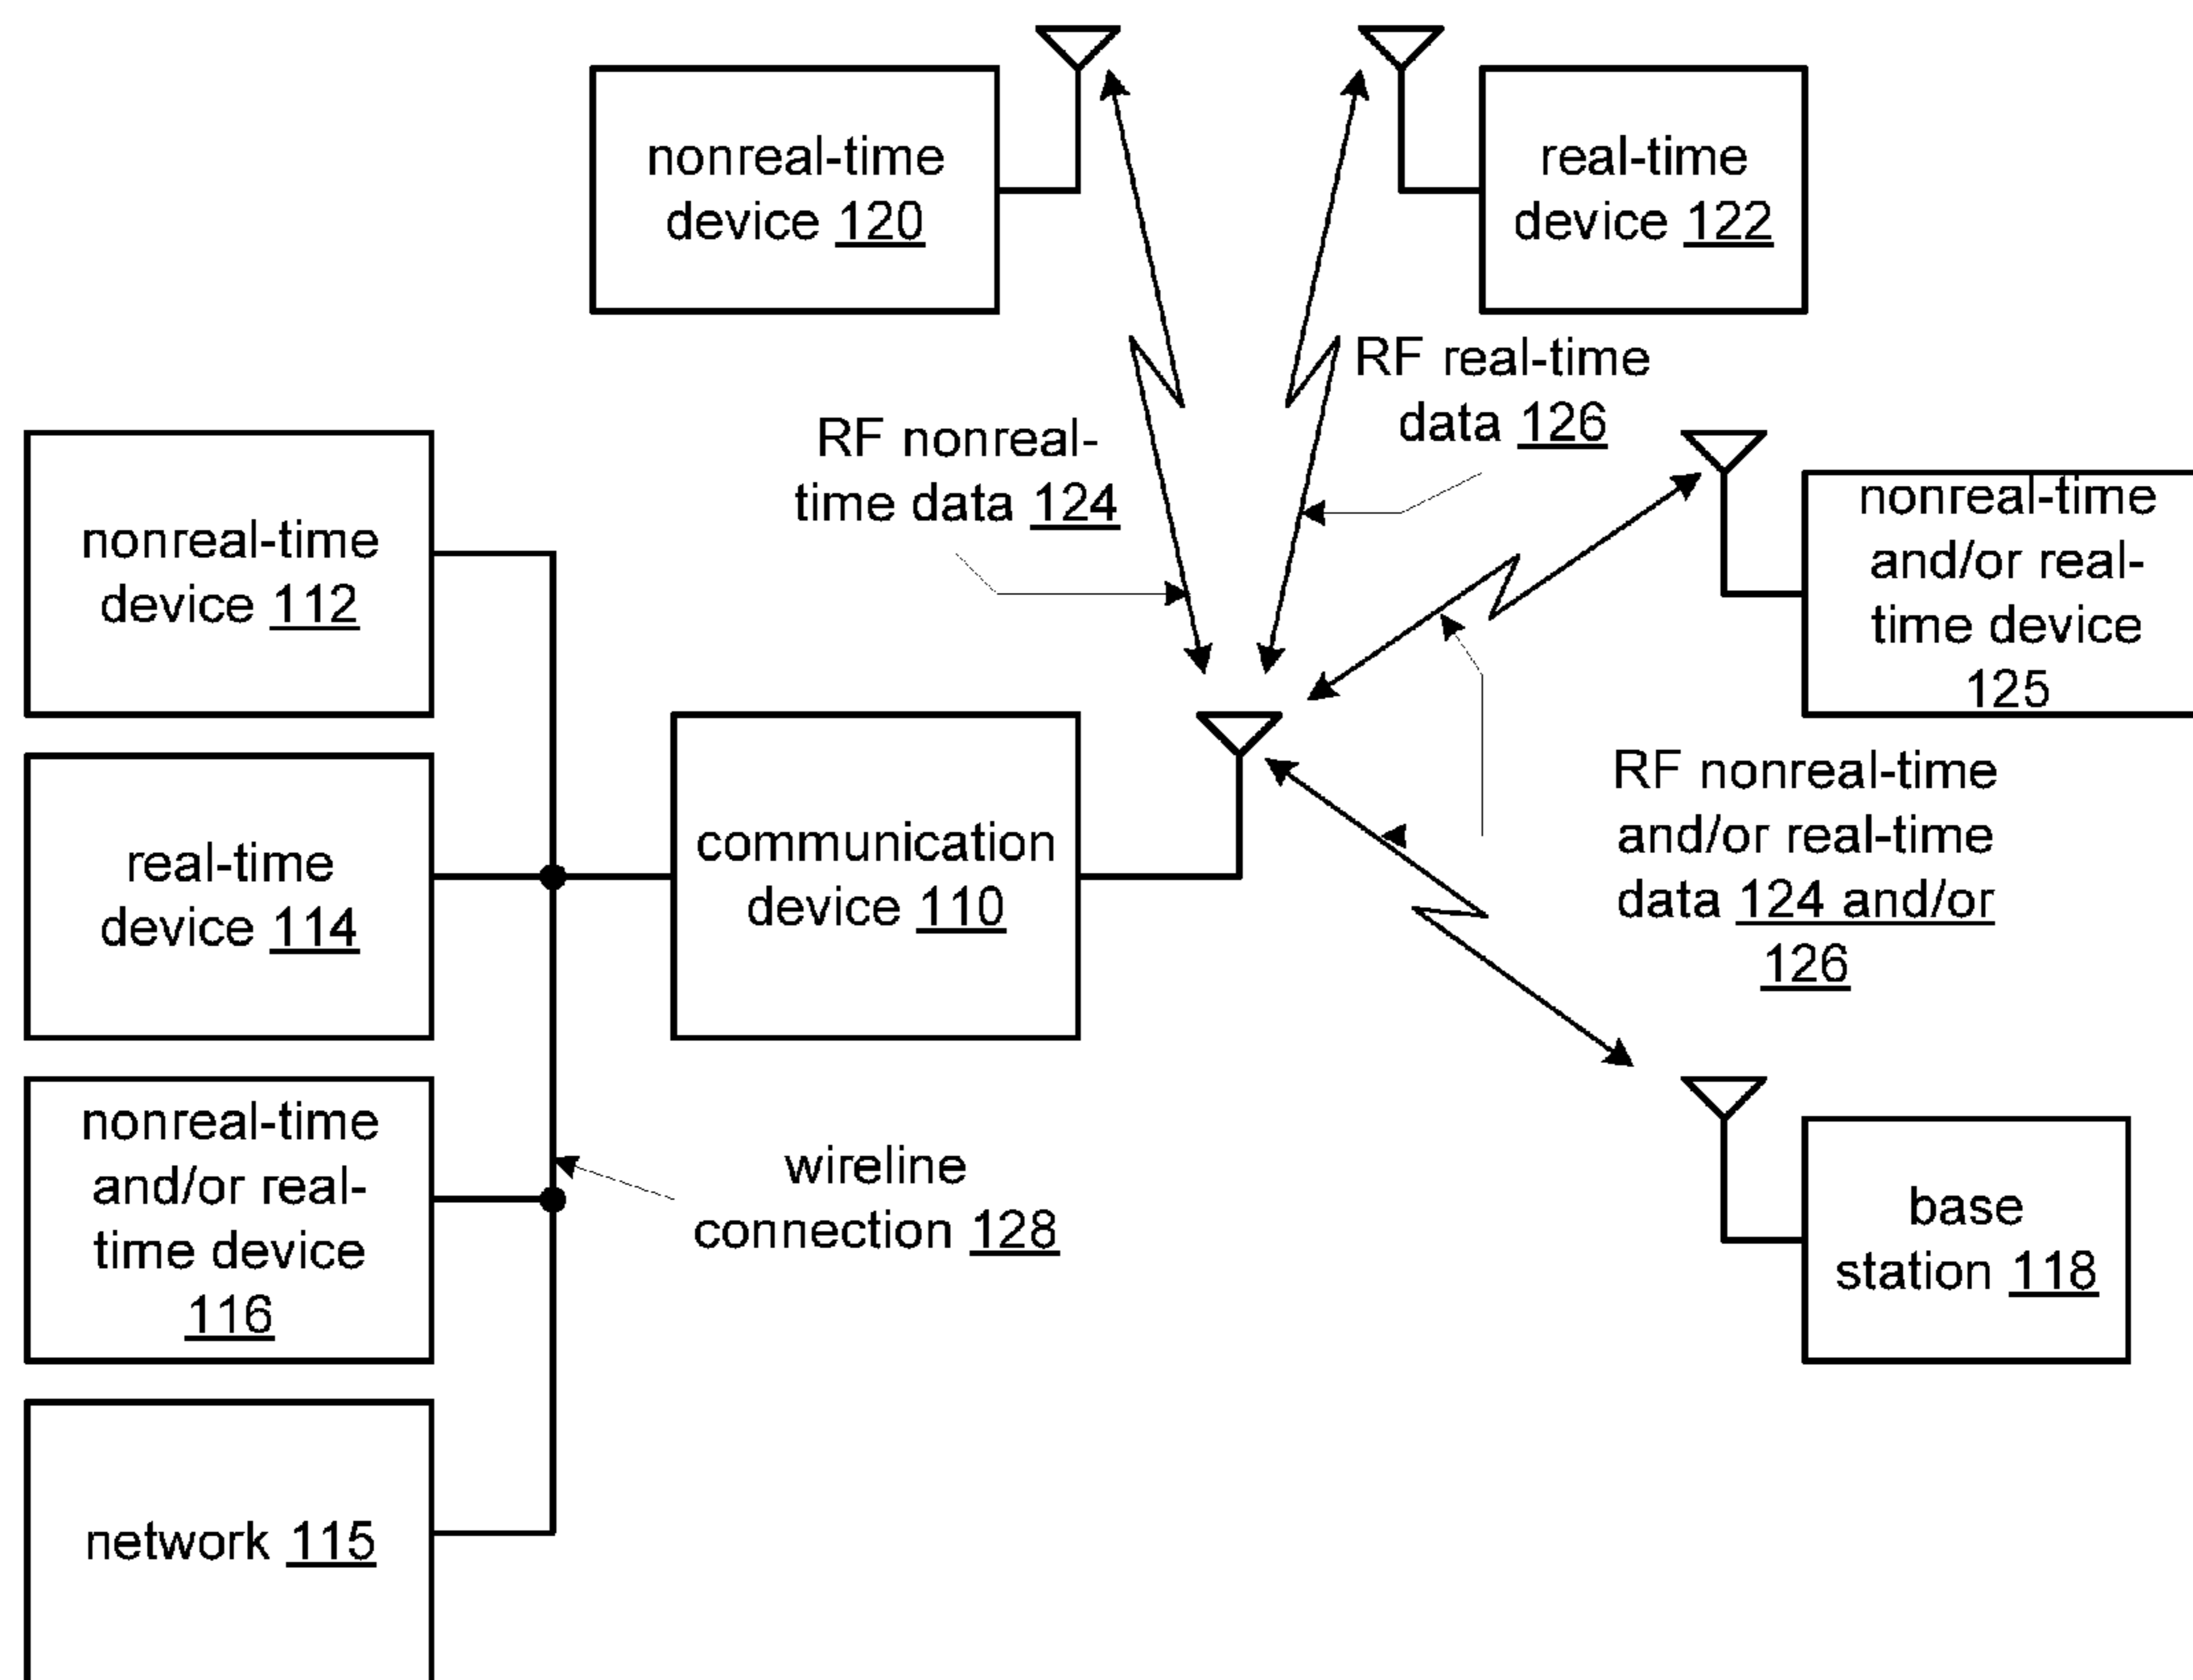 nonreal-time
device 120
real-time
device 122
RF real-time
data 126
RF nonreal-
time data 124
nonreal-time
device 112
nonreal-time
and/or real-
time device
125
real-time
device 114
communication
device 110
RF nonreal-time
and/or real-time
data 124 and/or
126
nonreal-time
and/or real-
time device
116
wireline
connection 128
base
station 118
network 115